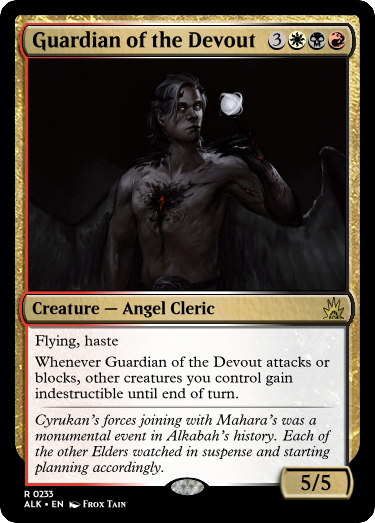 Guardian of the Devout 3
Creature — Angel Cleric
Flying, haste
Whenever Guardian of the Devout attacks or
blocks, other creatures you control gain
indestructible until end of turn.
Cyrukan's forces joining with Mahara's was a
monumental event in Alkabah's history. Each of
the other Elders watched in suspense and starting
planning accordingly.
5/5
R 0233
ALK • EN Frox Tain